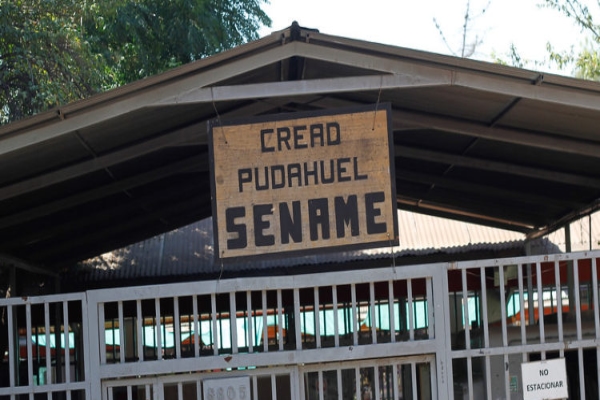 CREAD
PUDAHUEL
SENAME
NO
ESTACIONAR